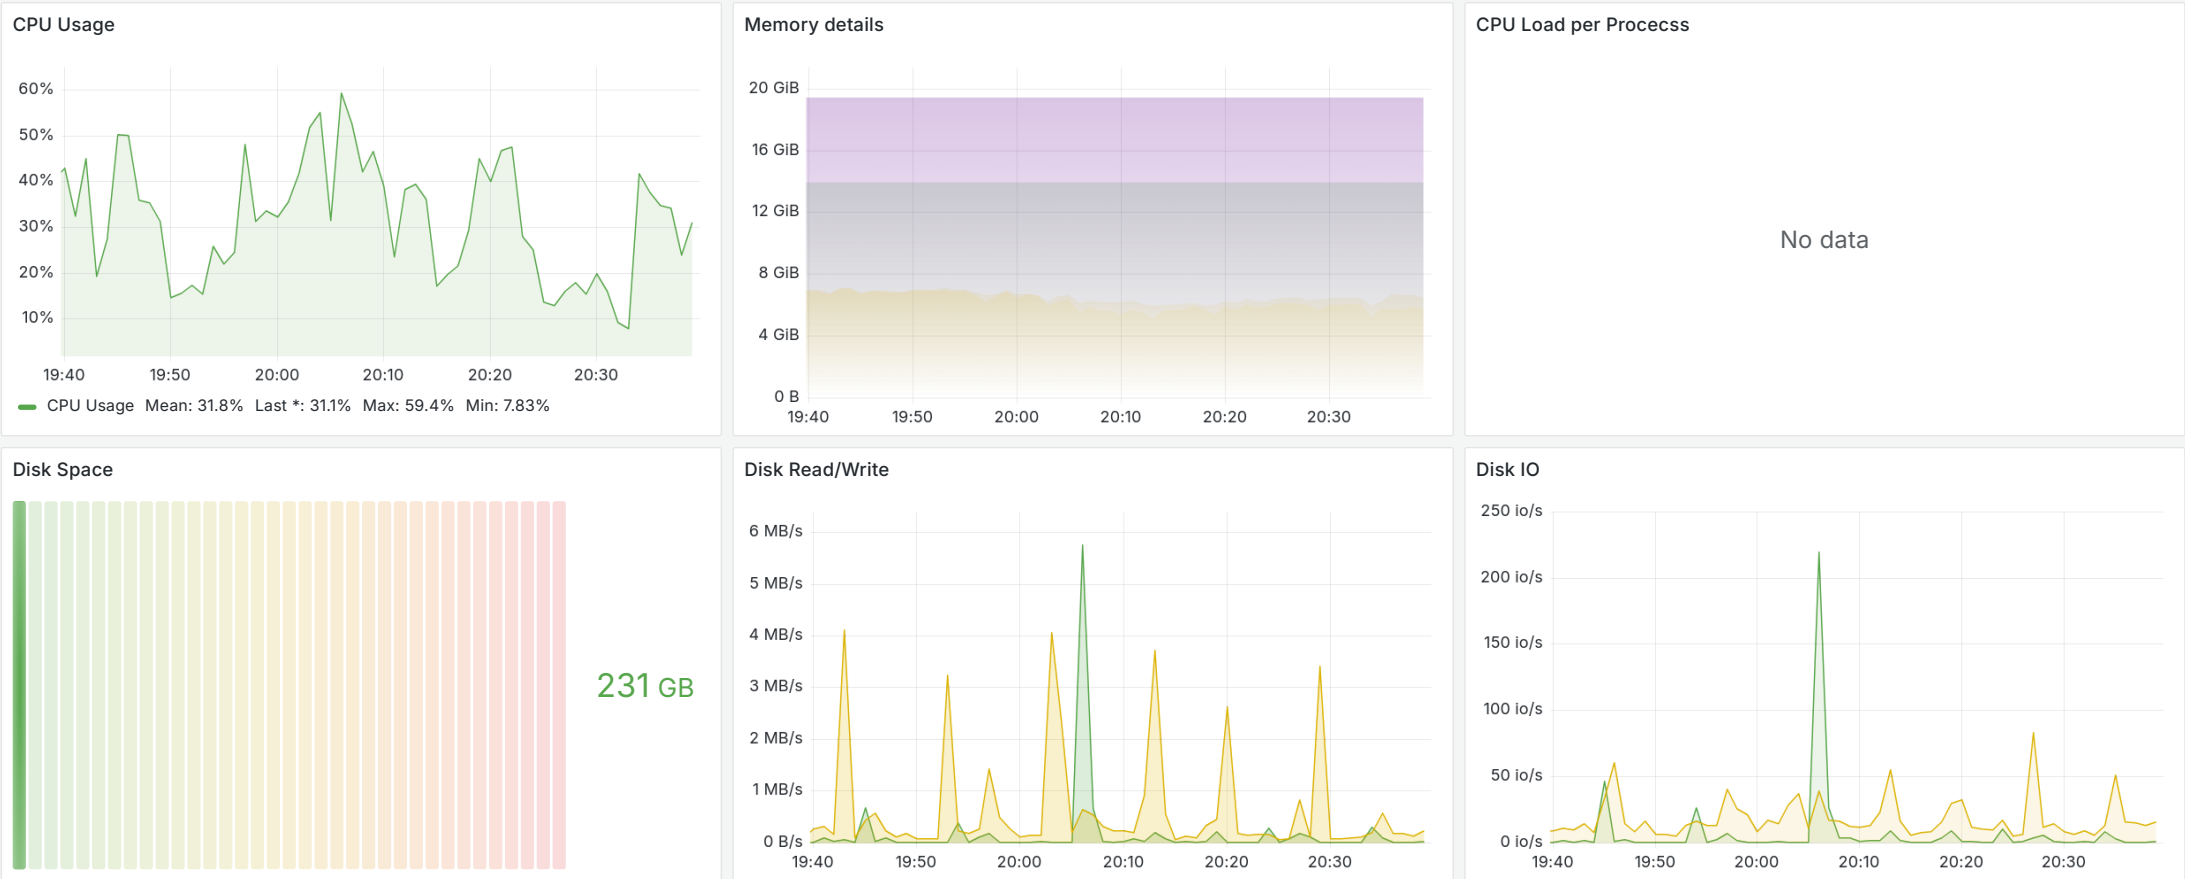 CPU Usage
60%
50%
40%
30%
20%
10%
19:40 19:50 20:00 20:10 20:20 20:30
CPU Usage Mean: 31.8% Last *: 31.1% Max: 59.4% Min: 7.83%
Memory details
20 GiB
16 GiB
12 GiB
8 GiB
4 GiB
0 B
19:40 19:50 20:00 20:10 20:20 20:30
CPU Load per Procecss
No data
Disk Space
231 GB
Disk Read/Write
6 MB/s
5 MB/s
4 MB/s
3 MB/s
2 MB/s
1 MB/s
0 B/s
19:40 19:50 20:00 20:10 20:20 20:30
Disk IO
250 io/s
200 io/s
150 io/s
100 io/s
50 io/s
0 io/s
19:40 19:50 20:00 20:10 20:20 20:30